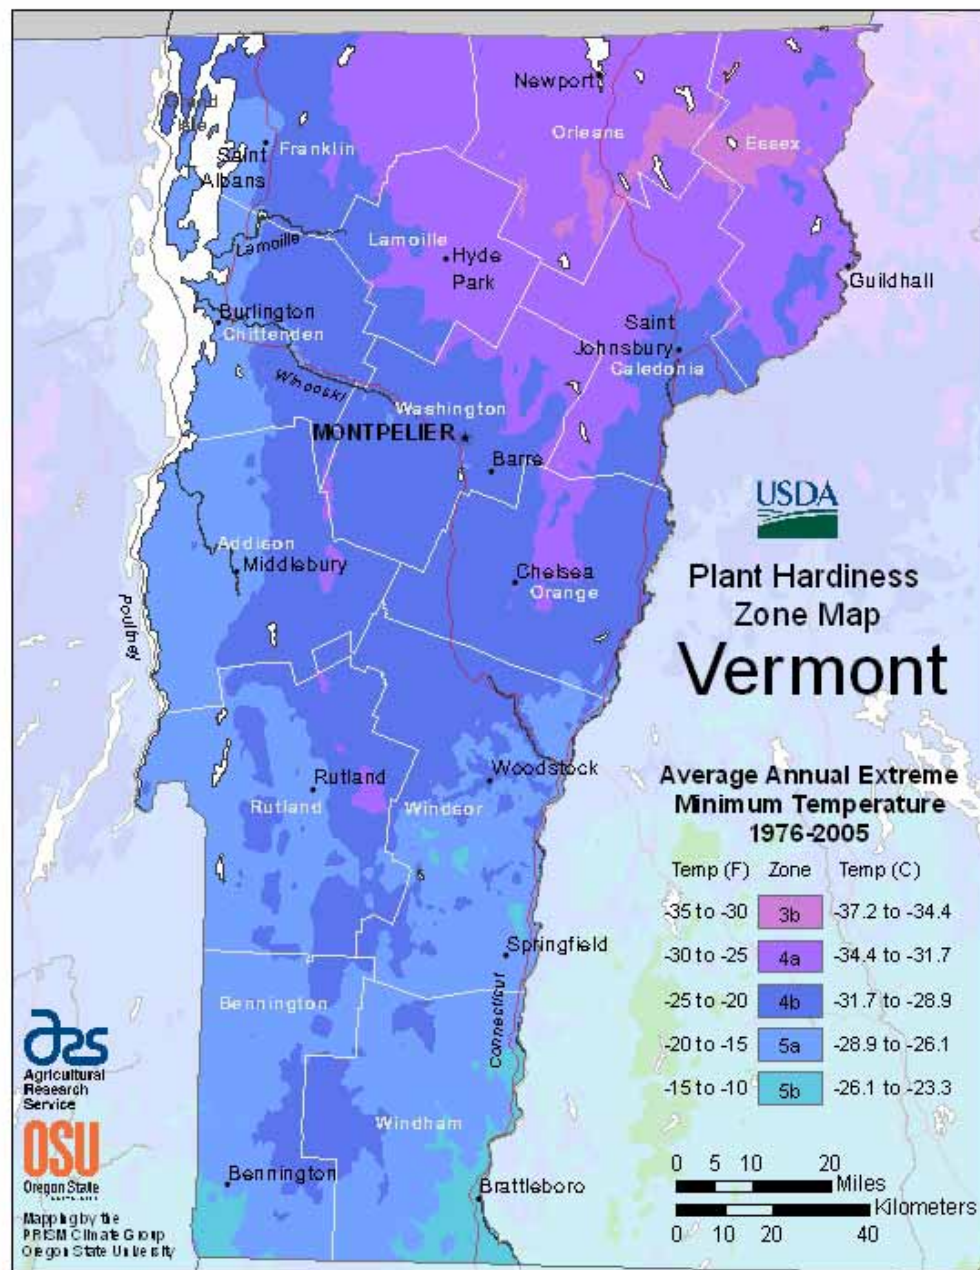 Newport
Orleans
Essex
Grand
Isle
Saint
Albans
Franklin
Lamoille
Lamoille
Hyde
Park
Guildhall
Burlington
Chittenden
Saint
Johnsbury
Caledonia
Winooski
Washington
MONTPELIER
Barre
Addison
Middlebury
Chelsea
Orange
Poultney
Rutland
Rutland
Woodstock
Windsor
Springfield
Connecticut
Bennington
Windham
Bennington
Brattleboro
USDA
Plant Hardiness
Zone Map
Vermont
Average Annual Extreme
Minimum Temperature
1976-2005
Temp (F) Zone Temp (C)
-35 to -30 3b -37.2 to -34.4
-30 to -25 4a -34.4 to -31.7
-25 to -20 4b -31.7 to -28.9
-20 to -15 5a -28.9 to -26.1
-15 to -10 5b -26.1 to -23.3
0 5 10 20
Miles
Kilometers
0 10 20 40
ars
Agricultural
Research
Service
OSU
Oregon State
Mapping by the
PRISM Climate Group
Oregon State University